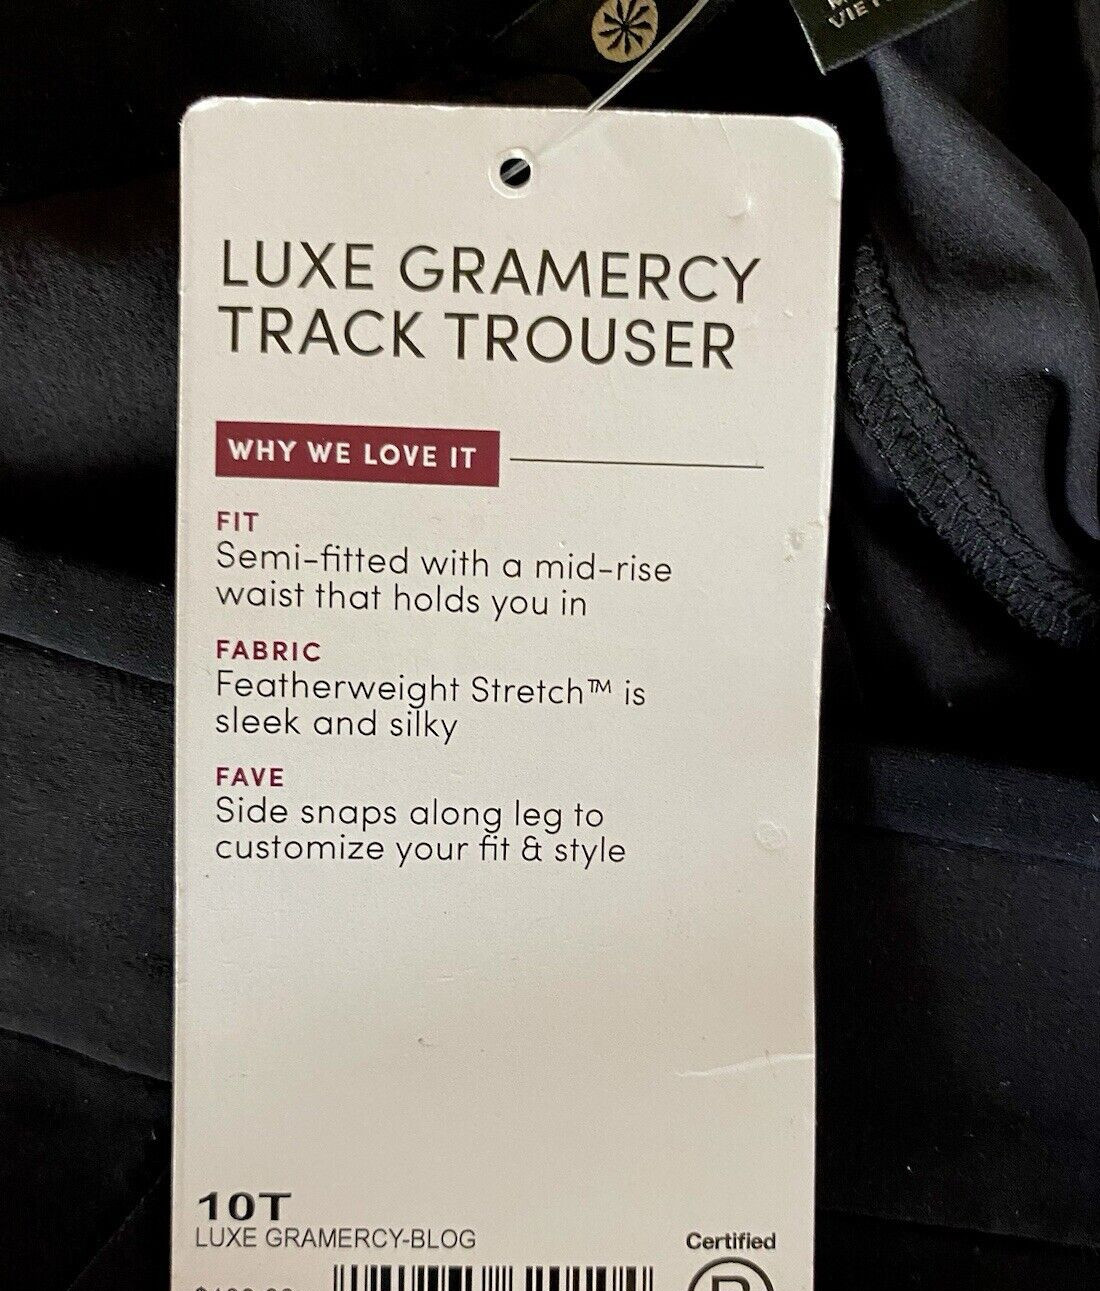 LUXE GRAMERCY
TRACK TROUSER
WHY WE LOVE IT
FIT
Semi-fitted with a mid-rise
waist that holds you in
FABRIC
Featherweight Stretch™ is
sleek and silky
FAVE
Side snaps along leg to
customize your fit & style
10T
LUXE GRAMERCY-BLOG
Certified
B